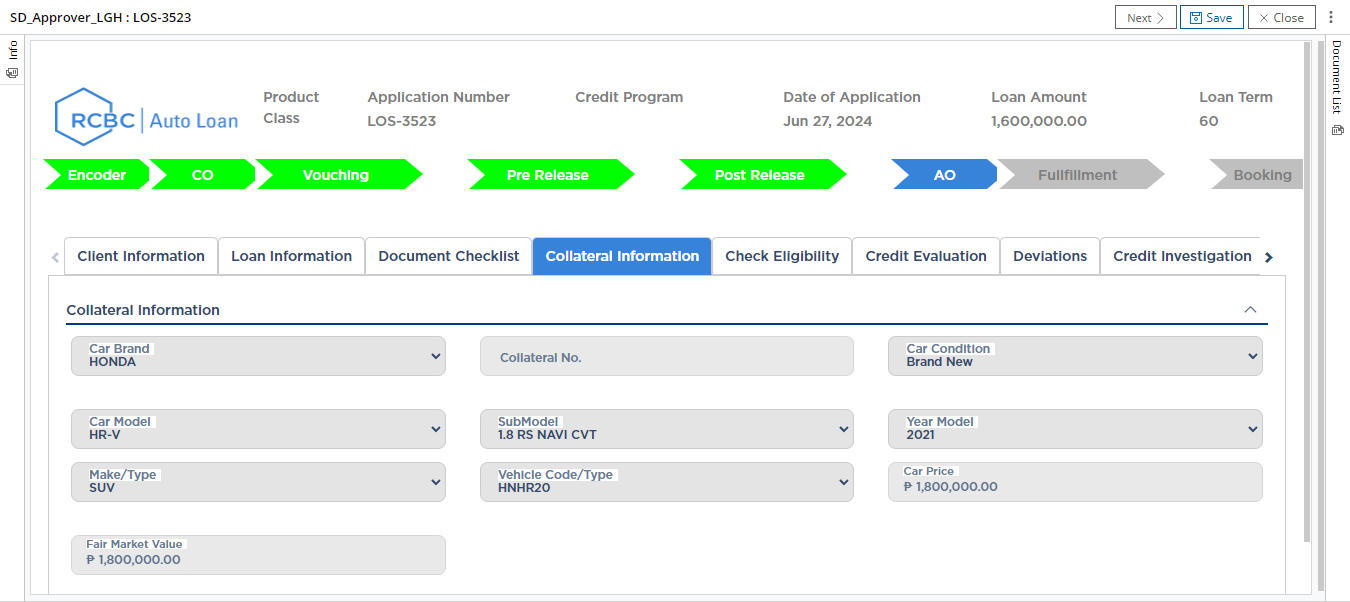 SD_Approver_LGH : LOS-3523
Next
Save
Close
Info
Document List
RCBC Auto Loan
Product Class
Application Number
LOS-3523
Credit Program
Date of Application
Jun 27, 2024
Loan Amount
1,600,000.00
Loan Term
60
Encoder
CO
Vouching
Pre Release
Post Release
AO
Fullfillment
Booking
Client Information
Loan Information
Document Checklist
Collateral Information
Check Eligibility
Credit Evaluation
Deviations
Credit Investigation
Collateral Information
Car Brand
HONDA
Collateral No.
Car Condition
Brand New
Car Model
HR-V
SubModel
1.8 RS NAVI CVT
Year Model
2021
Make/Type
SUV
Vehicle Code/Type
HNHR20
Car Price
₱ 1,800,000.00
Fair Market Value
₱ 1,800,000.00